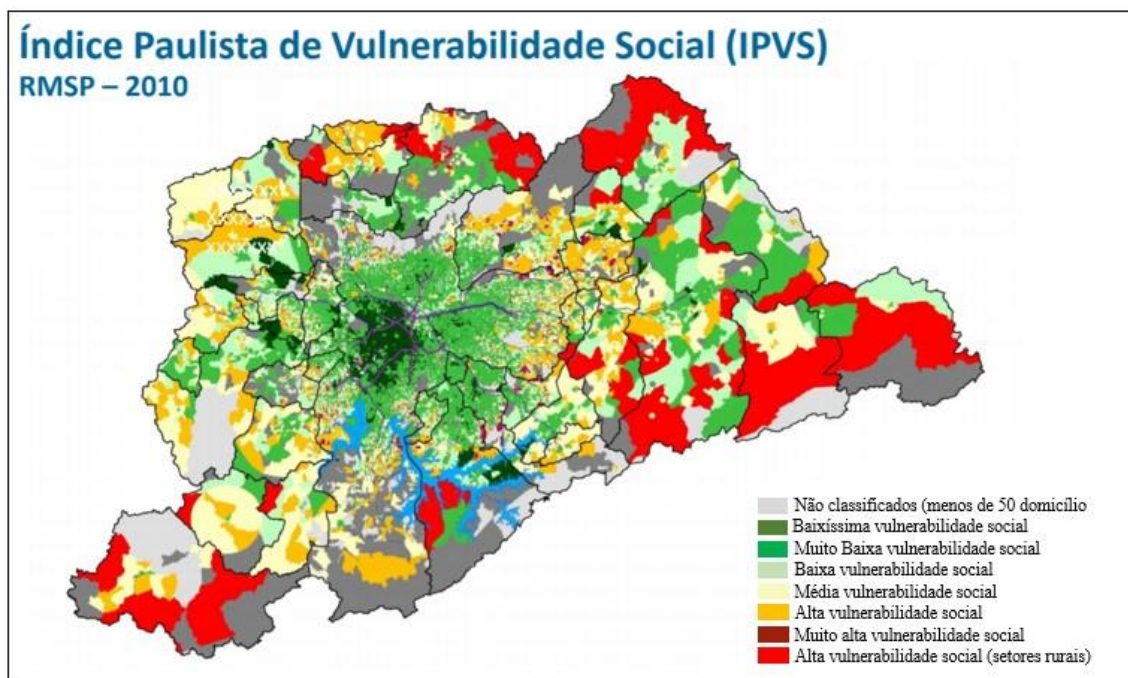 Índice Paulista de Vulnerabilidade Social (IPVS)
RMSP – 2010
Não classificados (menos de 50 domicílio
Baixíssima vulnerabilidade social
Muito Baixa vulnerabilidade social
Baixa vulnerabilidade social
Média vulnerabilidade social
Alta vulnerabilidade social
Muito alta vulnerabilidade social
Alta vulnerabilidade social (setores rurais)